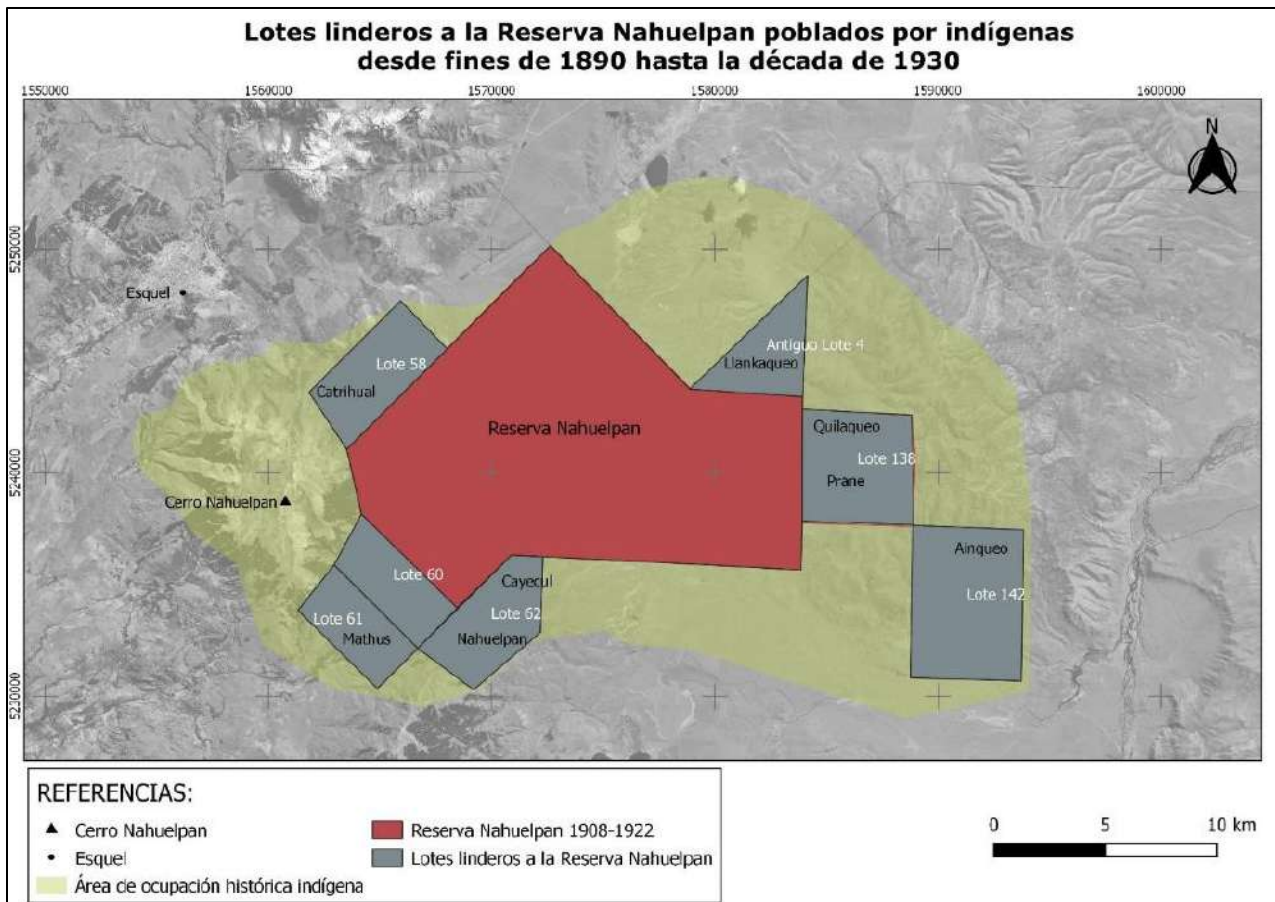 Lotes linderos a la Reserva Nahuelpan poblados por indígenas
desde fines de 1890 hasta la década de 1930
1550000 1560000 1570000 1580000 1590000 1600000
N
5250000
Esquel
Antiguo Lote 4
Llankaqueo
Lote 58
Catrihual
Reserva Nahuelpan
Quilaqueo
Lote 138
Prane
5240000
Cerro Nahuelpan
Ainqueo
Lote 142
Lote 60
Cayecul
Lote 62
Lote 61
Mathus
Nahuelpan
5230000
REFERENCIAS:
Cerro Nahuelpan
Esquel
Área de ocupación histórica indígena
Reserva Nahuelpan 1908-1922
Lotes linderos a la Reserva Nahuelpan
0 5 10 km